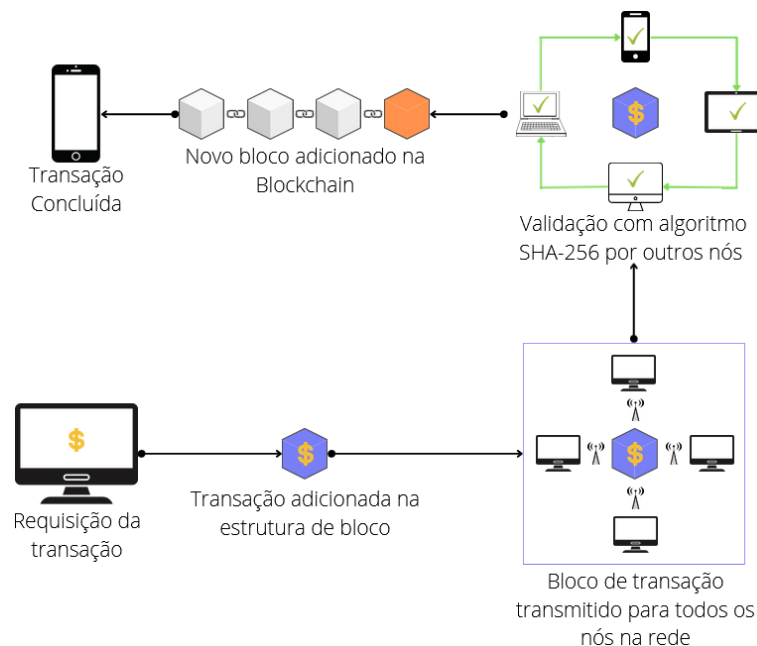 Transação
Concluída
Novo bloco adicionado na
Blockchain
Validação com algoritmo
SHA-256 por outros nós
Requisição da
transação
Transação adicionada na
estrutura de bloco
Bloco de transação
transmitido para todos os
nós na rede